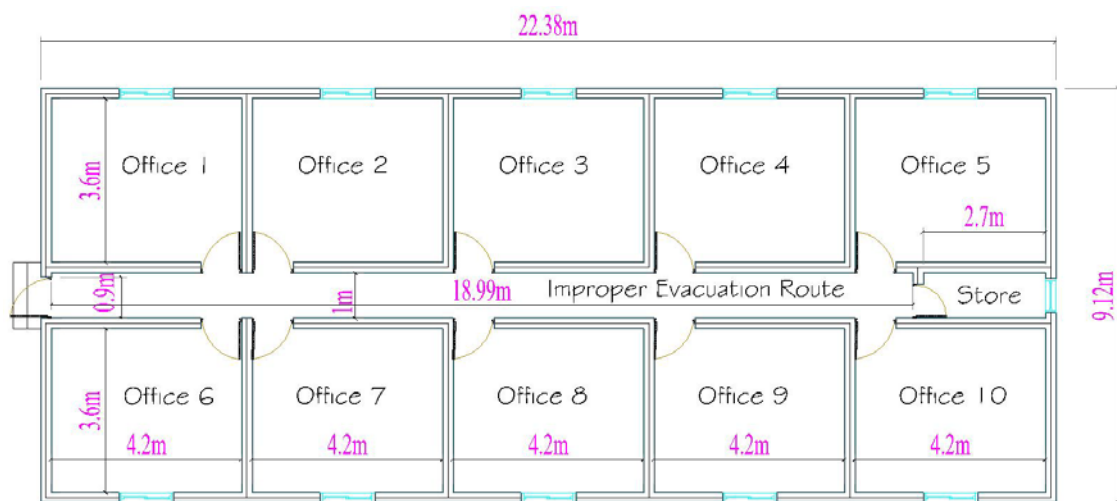 22.38m
Office 1
Office 2
Office 3
Office 4
Office 5
3.6m
2.7m
0.9m
1m
18.99m
Improper Evacuation Route
Store
9.12m
Office 6
Office 7
Office 8
Office 9
Office 10
3.6m
4.2m
4.2m
4.2m
4.2m
4.2m